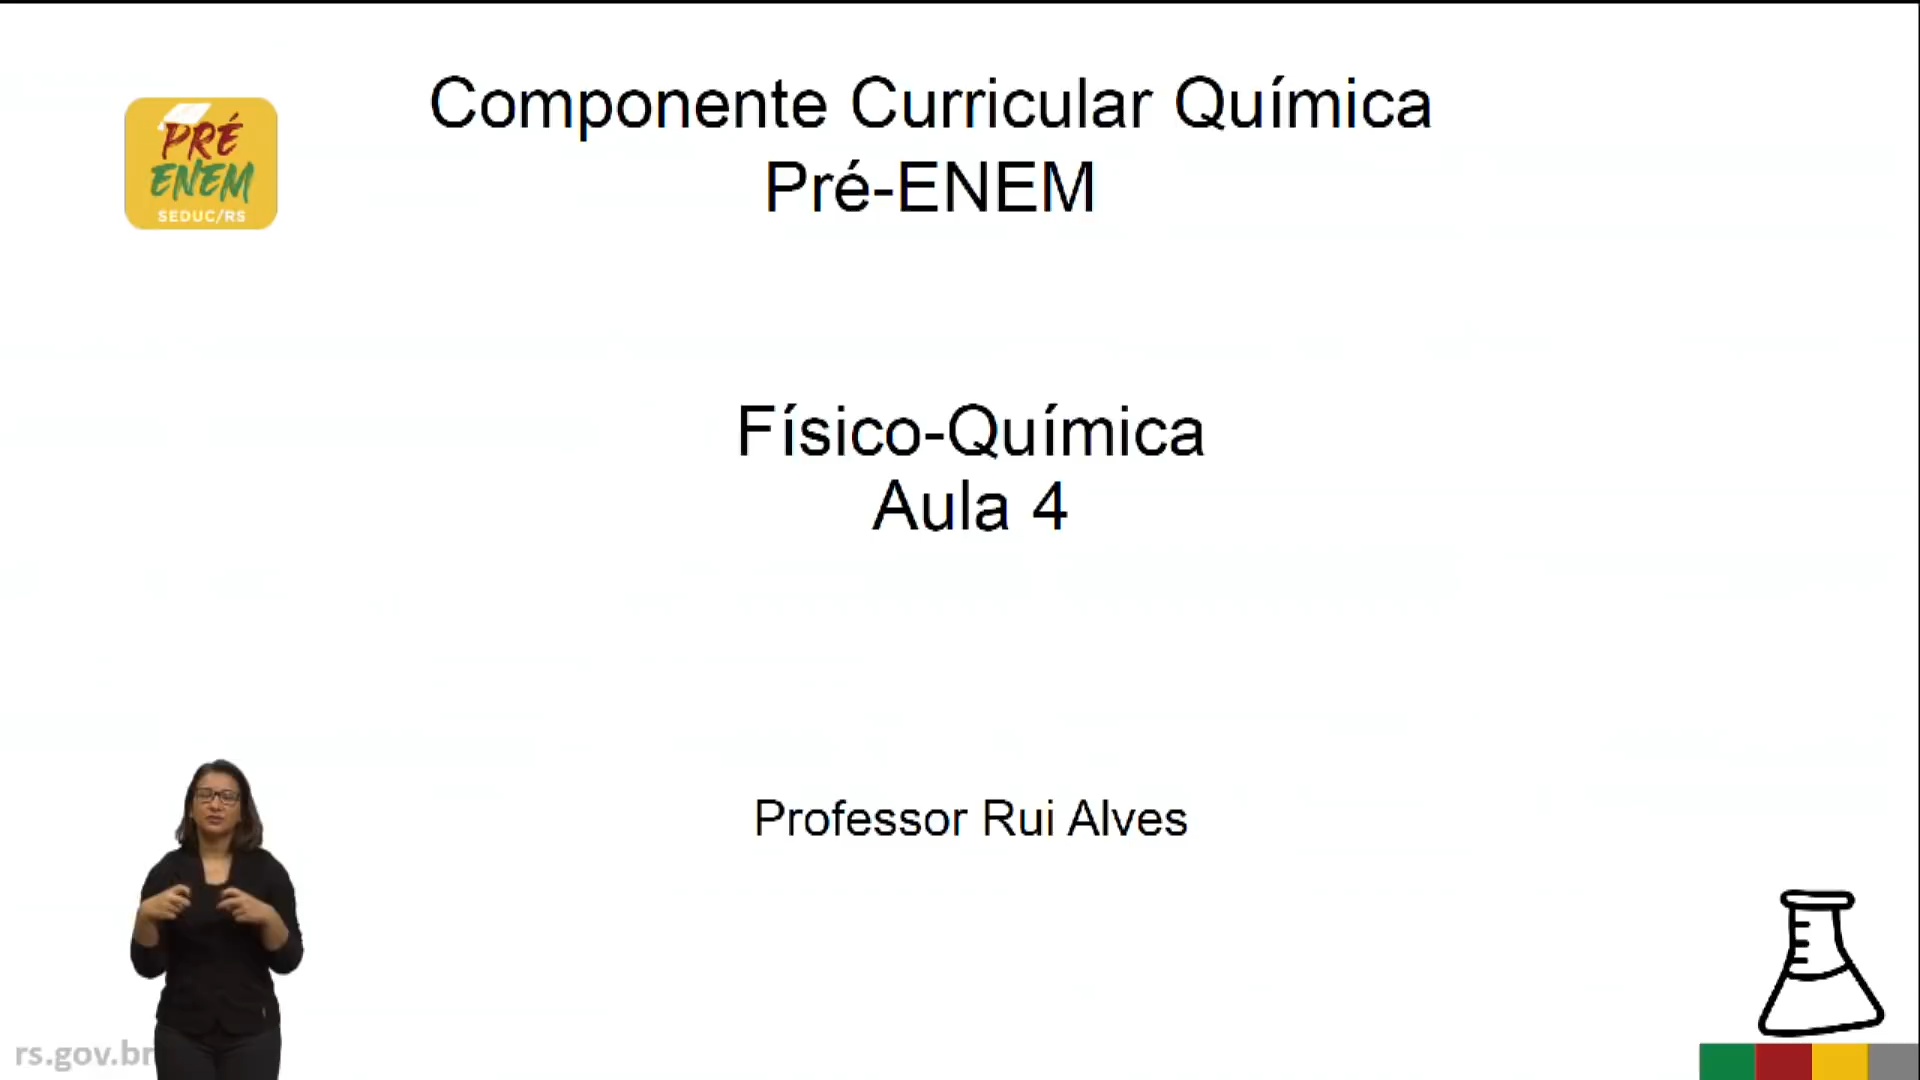 Componente Curricular Química
Pré-ENEM
PRÉ
ENEM
SEDUC/RS
Físico-Química
Aula 4
Professor Rui Alves
rs.gov.br